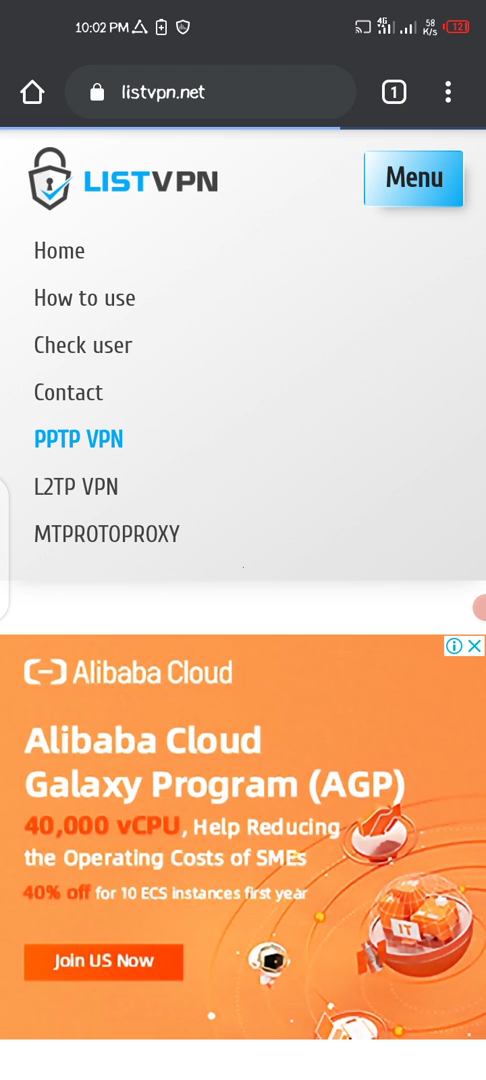 10:02 PM 4G 58 K/s 12
listvpn.net 1
LISTVPN
Menu
Home
How to use
Check user
Contact
PPTP VPN
L2TP VPN
MTPROTOPROXY
Alibaba Cloud
Alibaba Cloud
Galaxy Program (AGP)
40,000 vCPU, Help Reducing
the Operating Costs of SMEs
40% off for 10 ECS instances first year
IT
Join US Now